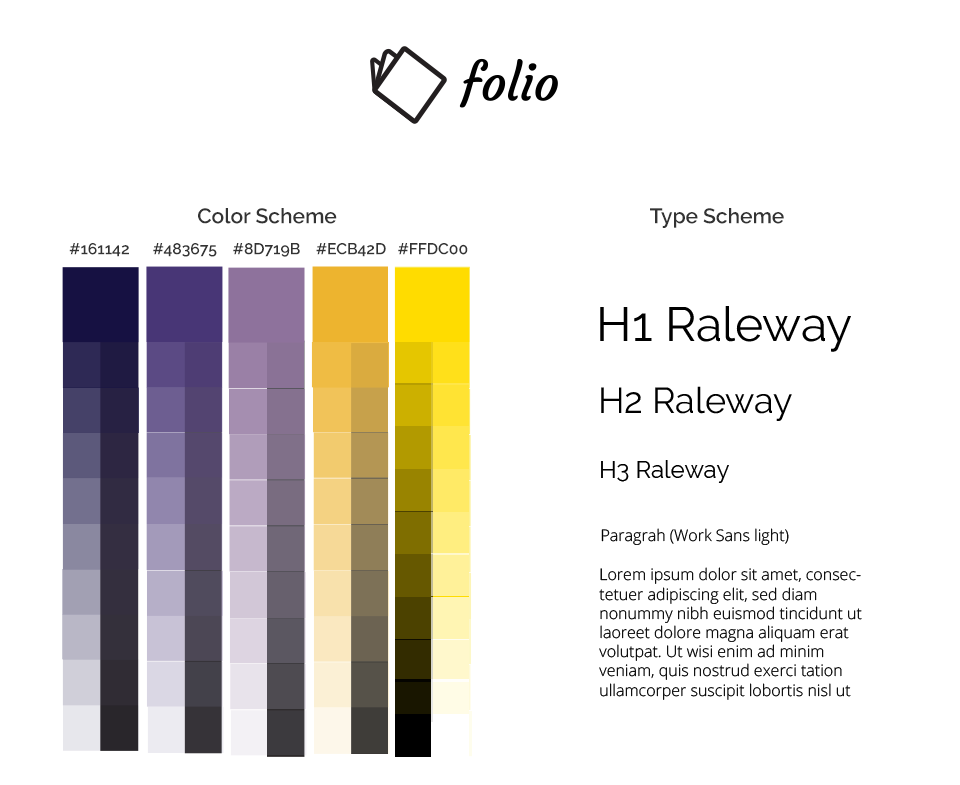 folio
Color Scheme
#161142 #483675 #8D719B #ECB42D #FFDC00
Type Scheme
H1 Raleway
H2 Raleway
H3 Raleway
Paragrah (Work Sans light)
Lorem ipsum dolor sit amet, consec-
tetuer adipiscing elit, sed diam
nonummy nibh euismod tincidunt ut
laoreet dolore magna aliquam erat
volutpat. Ut wisi enim ad minim
veniam, quis nostrud exerci tation
ullamcorper suscipit lobortis nisl ut